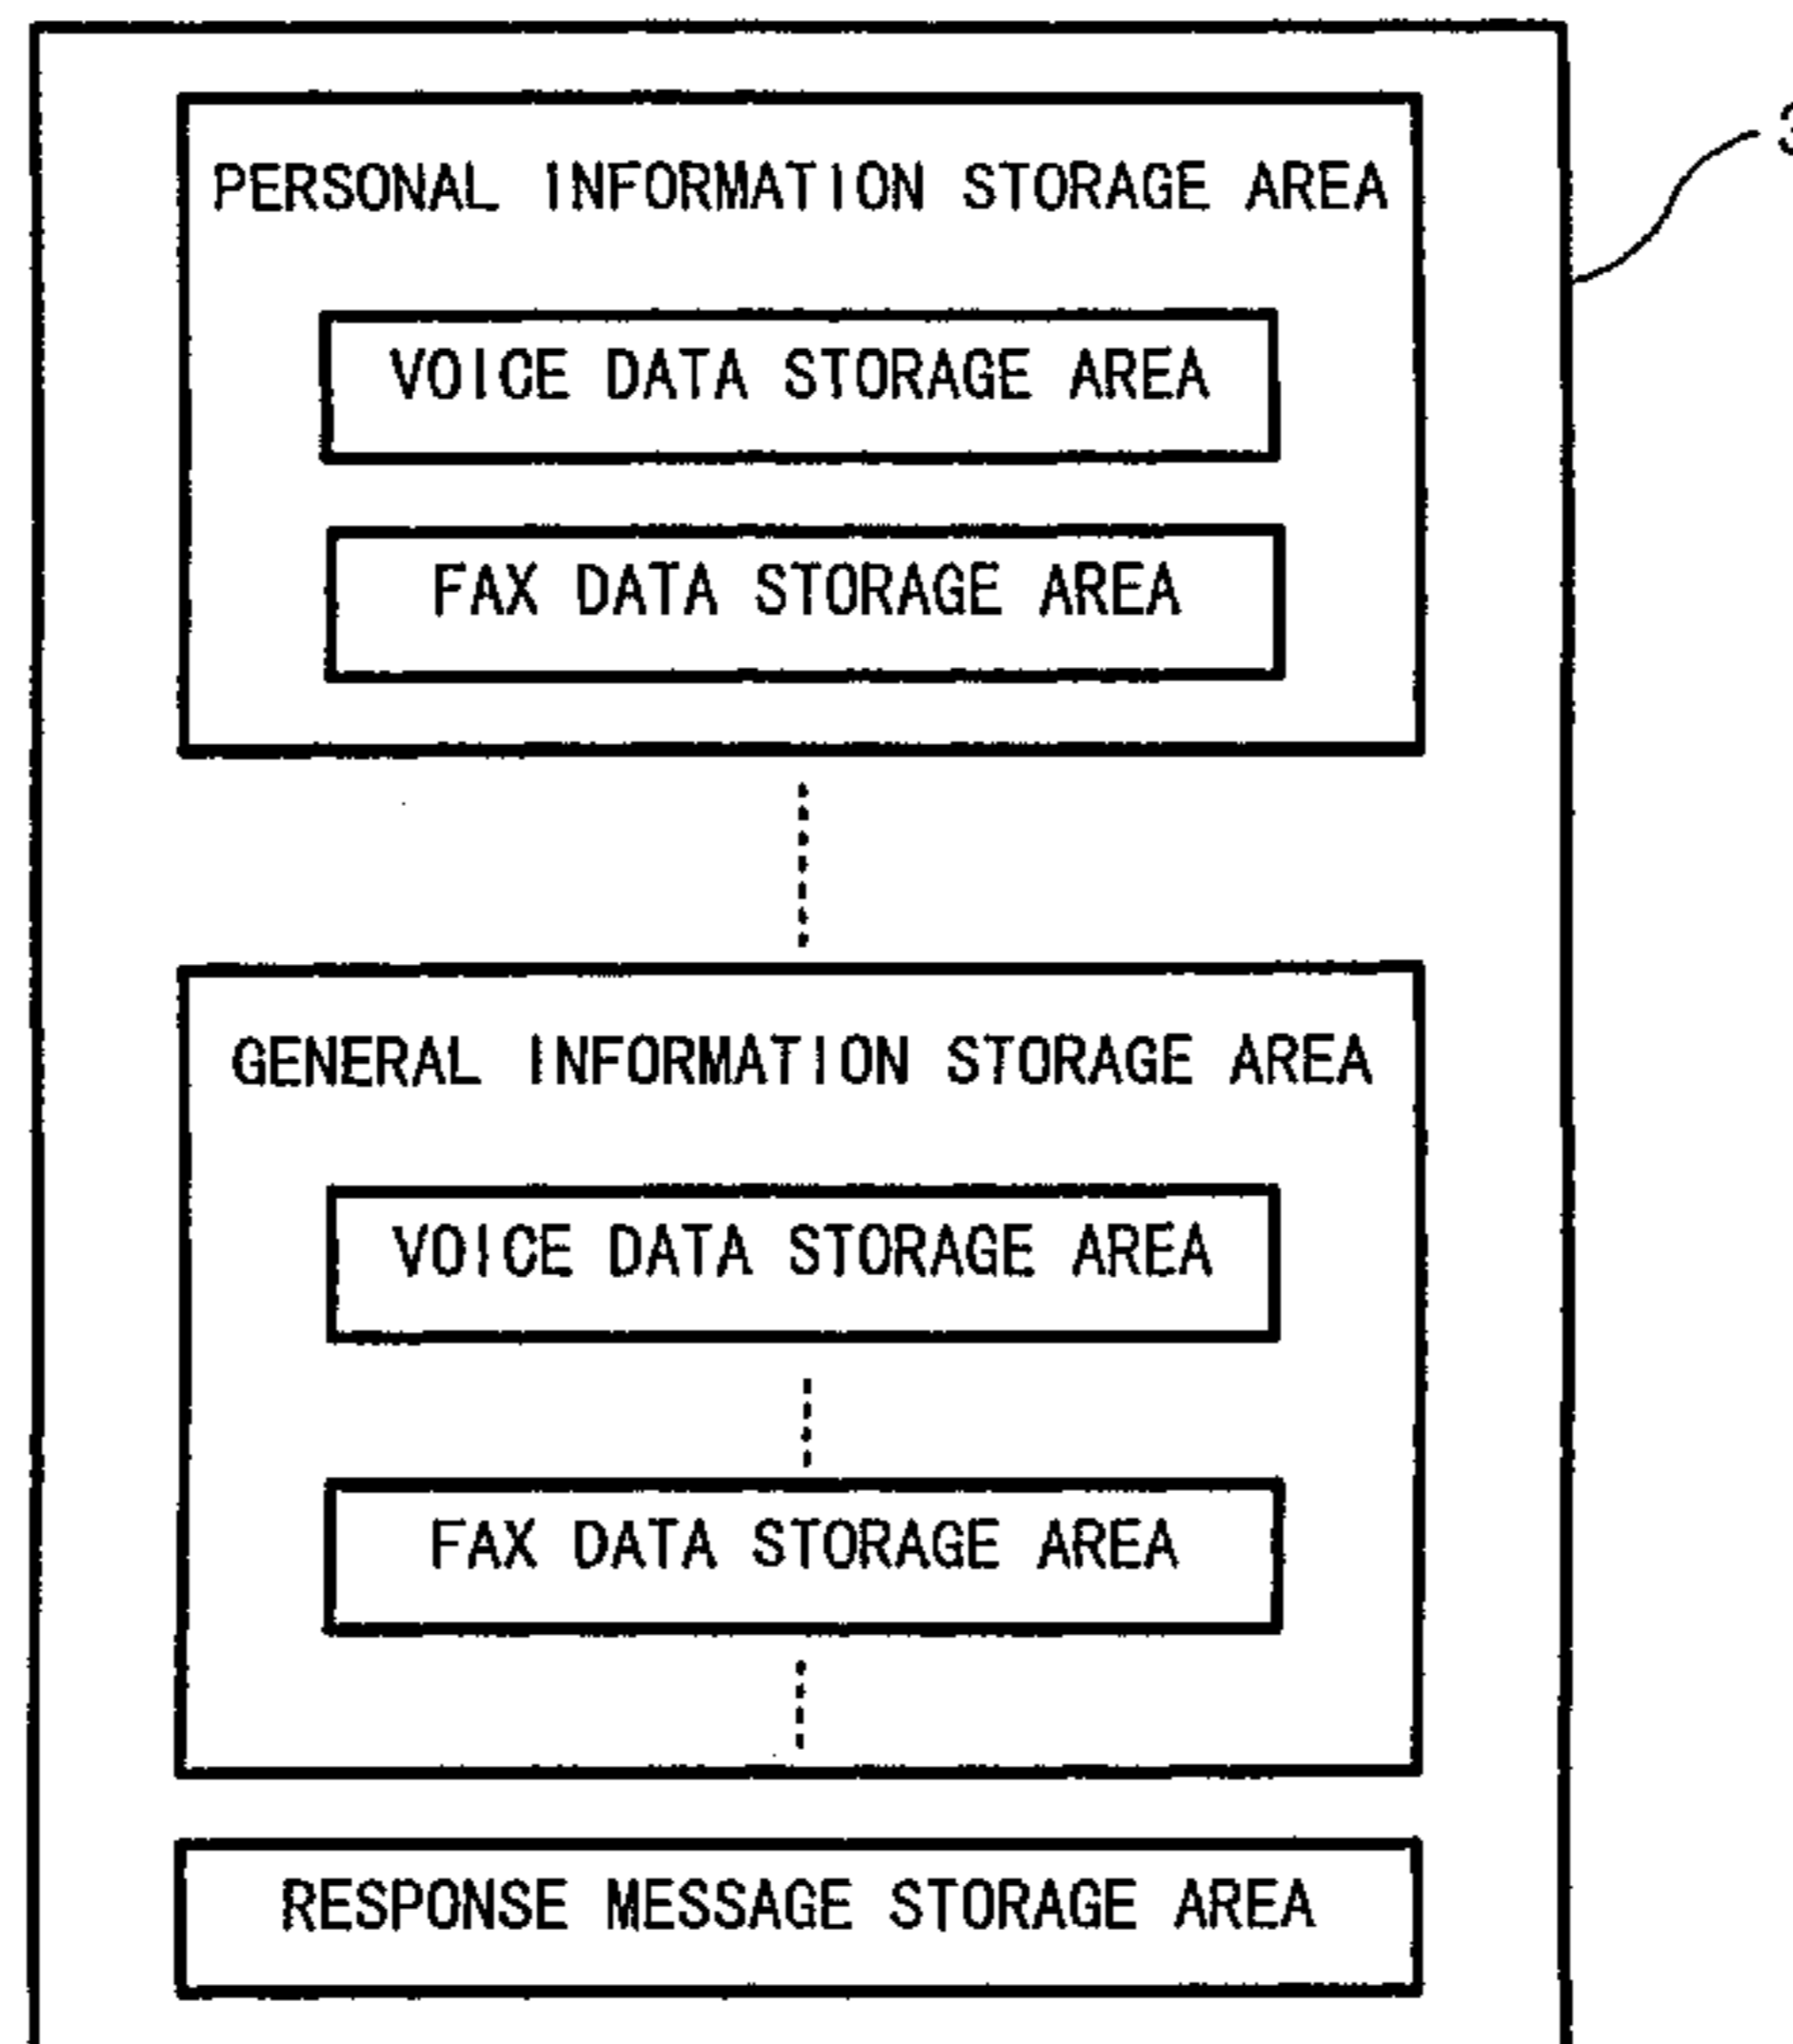 PERSONAL INFORMATION STORAGE AREA
VOICE DATA STORAGE AREA
FAX DATA STORAGE AREA
GENERAL INFORMATION STORAGE AREA
VOICE DATA STORAGE AREA
FAX DATA STORAGE AREA
RESPONSE MESSAGE STORAGE AREA